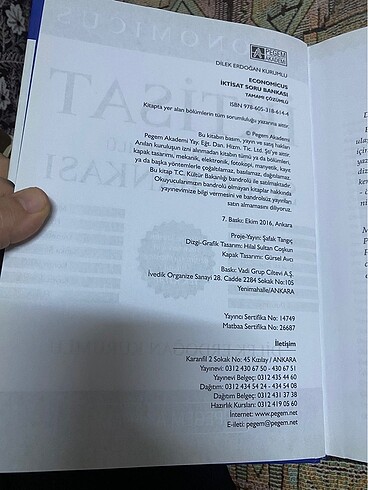 PEGEM
AKADEMİ
DİLEK ERDOĞAN KURUMLU
ECONOMICUS
İKTİSAT SORU BANKASI
TAMAMI ÇÖZÜMLÜ
ISBN 978-605-318-614-4
Kitapta yer alan bölümlerin tüm sorumluluğu yazarına aittir.
© Pegem Akademi
Bu kitabın basım, yayın ve satış hakları
Pegem Akademi Yay. Eğt. Dan. Hizm. Tic. Ltd. Şti'ye aittir.
Anılan kuruluşun izni alınmadan kitabın tümü ya da bölümleri,
kapak tasarımı, mekanik, elektronik, fotokopi, manyetik, kayıt
ya da başka yöntemlerle çoğaltılamaz, basılamaz, dağıtılamaz.
Bu kitap T.C. Kültür Bakanlığı bandrolü ile satılmaktadır.
Okuyucularımızın bandrolü olmayan kitaplar hakkında
yayınevimize bilgi vermesini ve bandrolsüz yayınları
satın almamasını diliyoruz.
7. Baskı: Ekim 2016, Ankara
Proje-Yayın: Şafak Tangıç
Dizgi-Grafik Tasarım: Hilal Sultan Coşkun
Kapak Tasarımı: Gürsel Avcı
Baskı: Vadi Grup Ciltevi A.Ş.
İvedik Organize Sanayi 28. Cadde 2284 Sokak No:105
Yenimahalle/ANKARA
Yayıncı Sertifika No: 14749
Matbaa Sertifika No: 26687
İletişim
Karanfil 2 Sokak No: 45 Kızılay / ANKARA
Yayınevi: 0312 430 67 50 - 430 67 51
Yayınevi Belgeç: 0312 435 44 60
Dağıtım: 0312 434 54 24 - 434 54 08
Dağıtım Belgeç: 0312 431 37 38
Hazırlık Kursları: 0312 419 05 60
İnternet: www.pegem.net
E-ileti: pegem@pegem.net